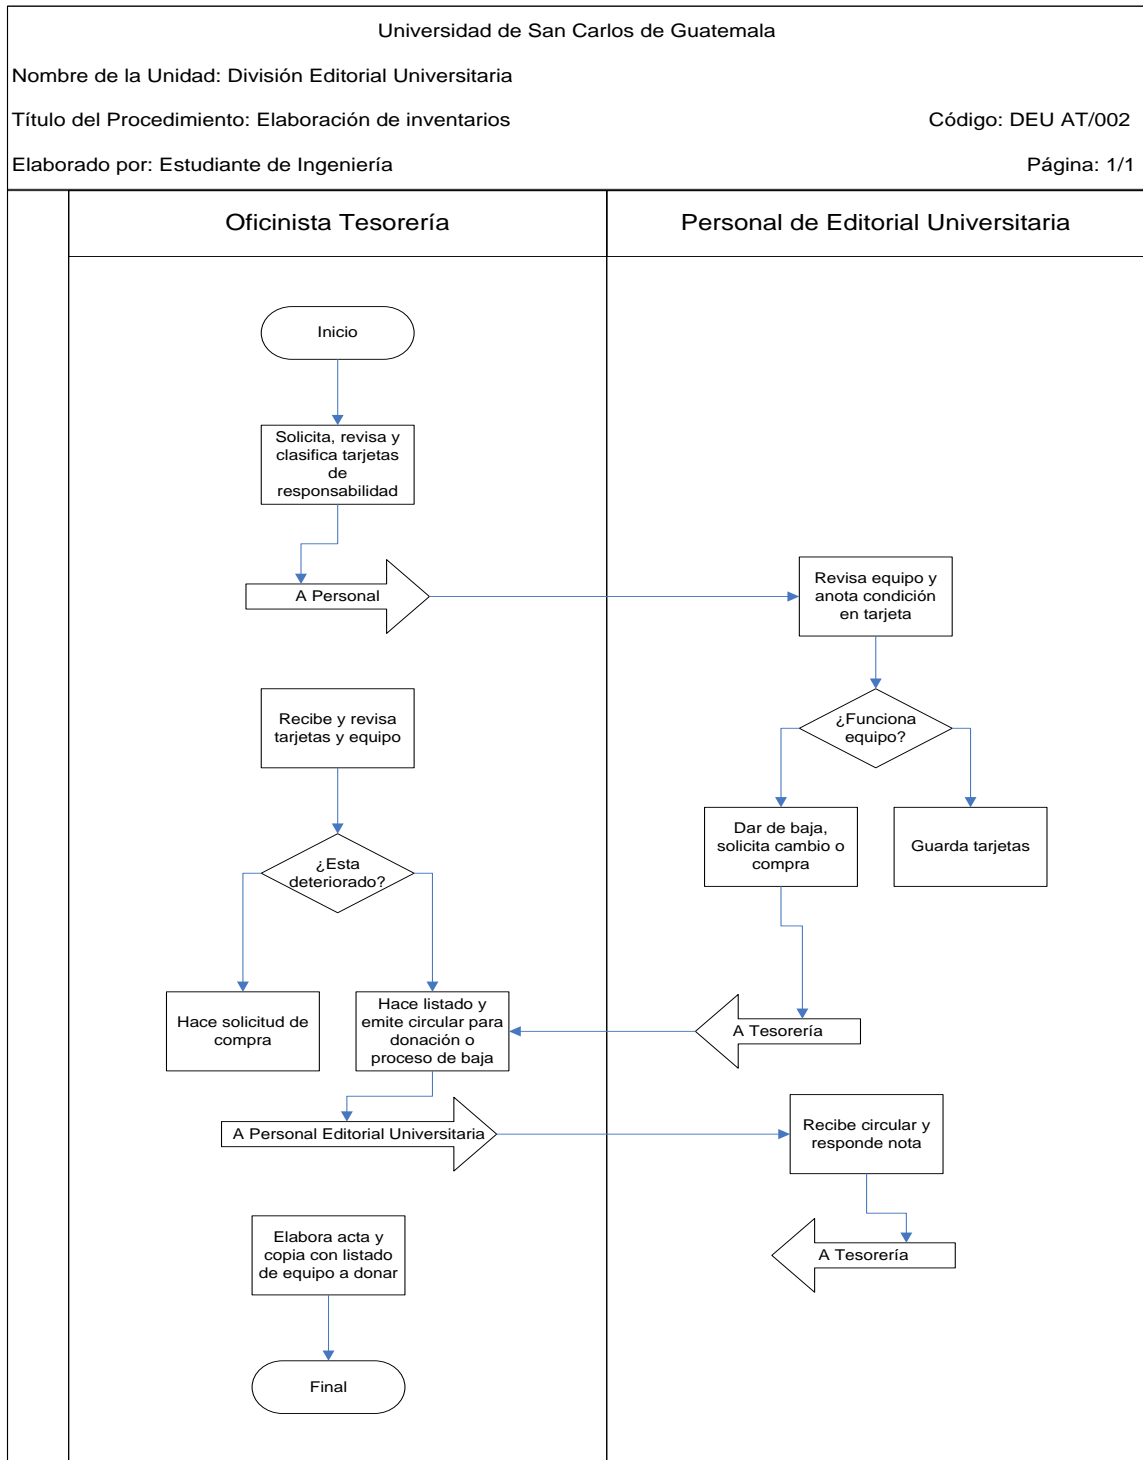 Universidad de San Carlos de Guatemala
Nombre de la Unidad: División Editorial Universitaria
Título del Procedimiento: Elaboración de inventarios
Código: DEU AT/002
Elaborado por: Estudiante de Ingeniería
Página: 1/1
Oficinista Tesorería
Personal de Editorial Universitaria
Inicio
Solicita, revisa y
clasifica tarjetas
de
responsabilidad
A Personal
Revisa equipo y
anota condición
en tarjeta
¿Funciona
equipo?
Recibe y revisa
tarjetas y equipo
Dar de baja,
solicita cambio o
compra
Guarda tarjetas
¿Esta
deteriorado?
Hace solicitud de
compra
Hace listado y
emite circular para
donación o
proceso de baja
A Tesorería
A Personal Editorial Universitaria
Recibe circular y
responde nota
A Tesorería
Elabora acta y
copia con listado
de equipo a donar
Final